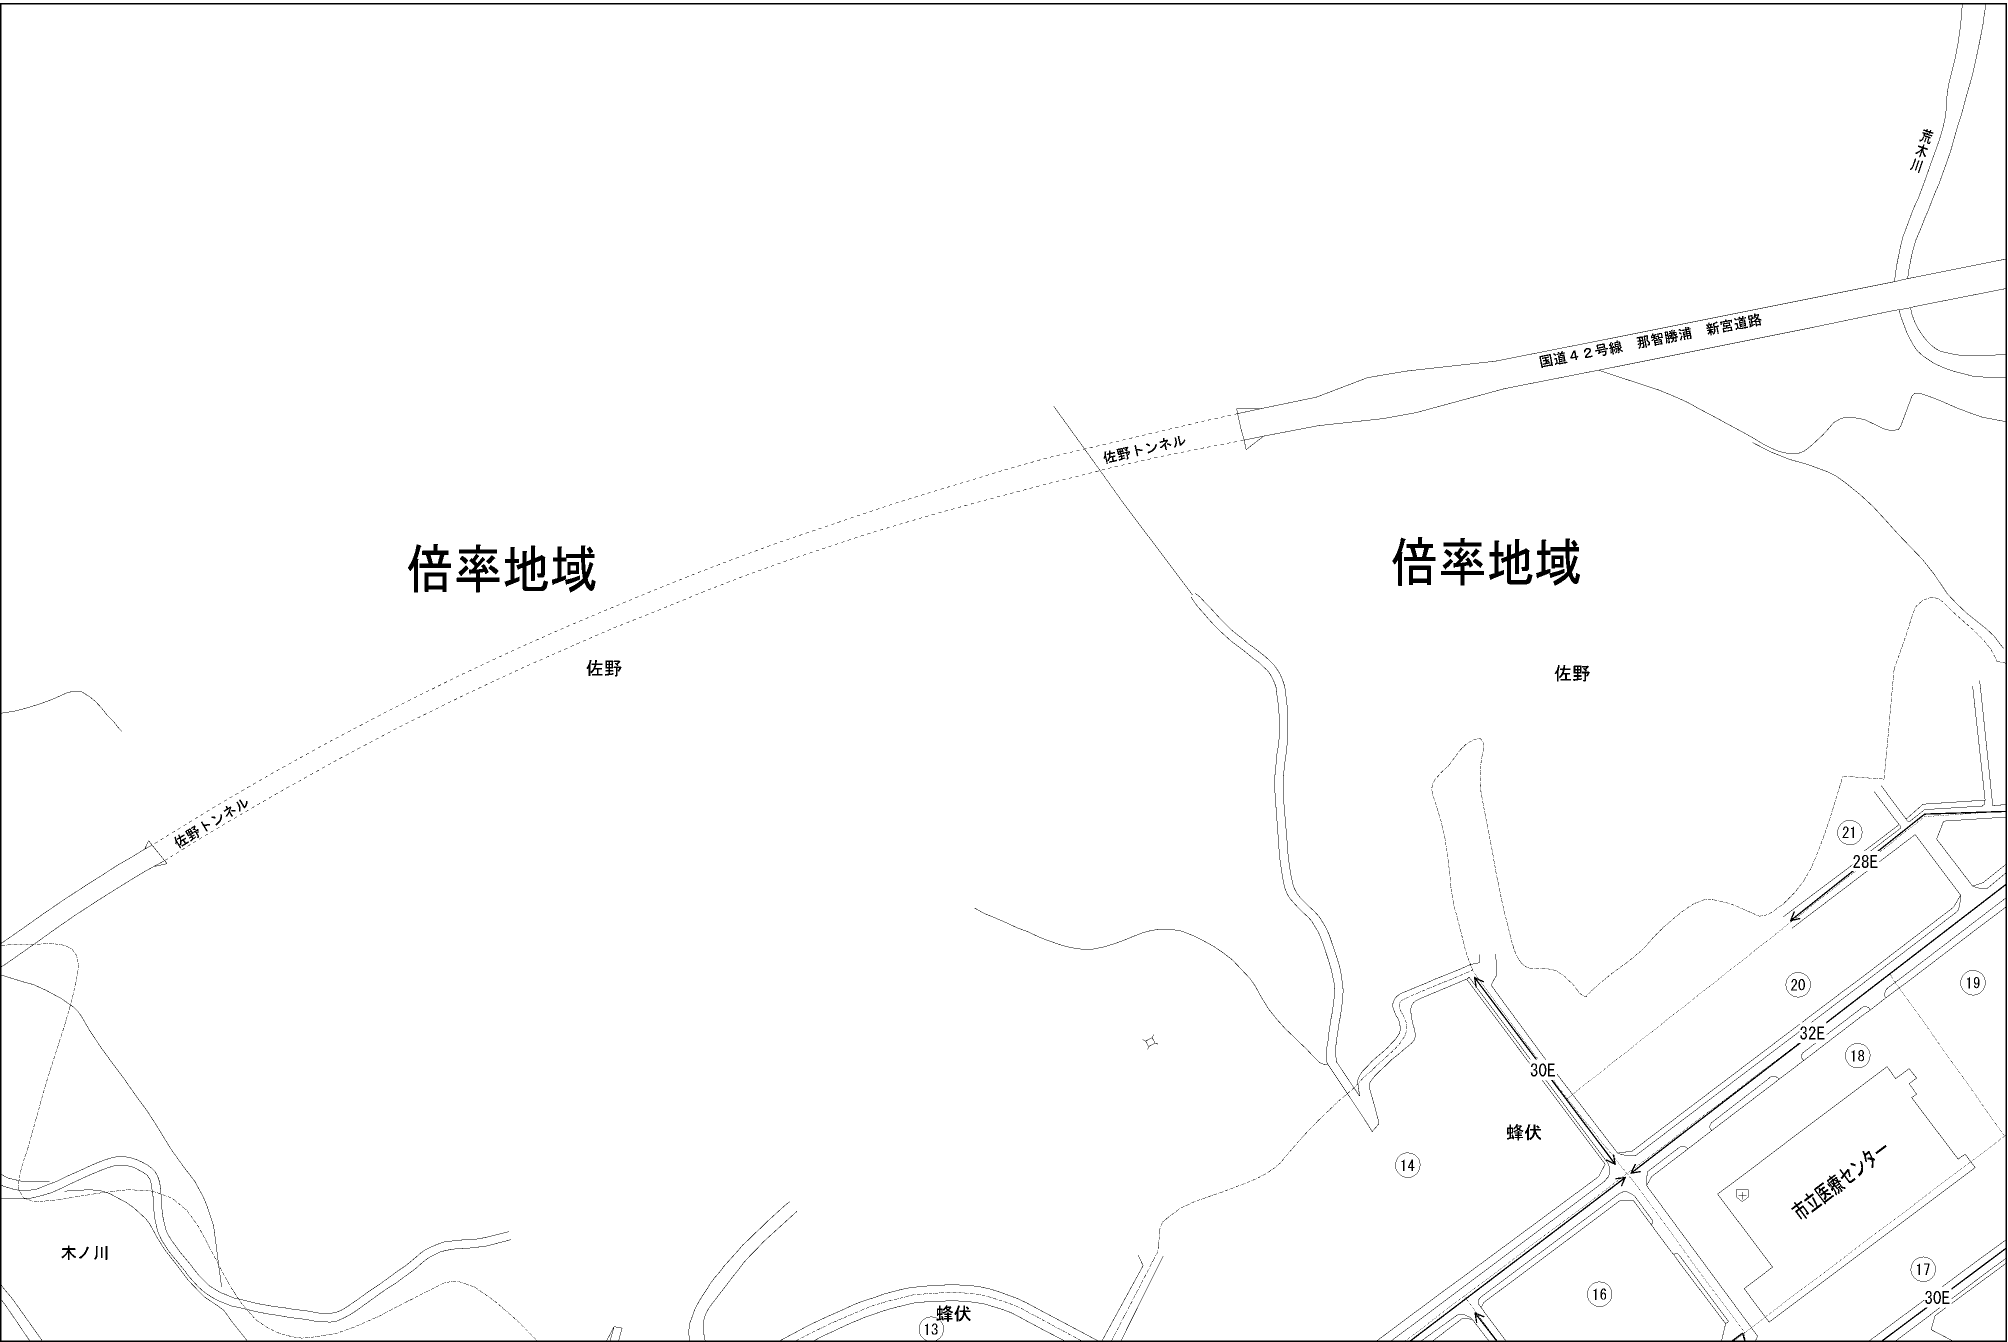 荒木川
国道４２号線　那智勝浦　新宮道路
佐野トンネル
倍率地域
倍率地域
佐野
佐野
佐野トンネル
21
28E
20
19
32E
18
30E
蜂伏
14
市立医療センター
木ノ川
17
16
30E
蜂伏
13